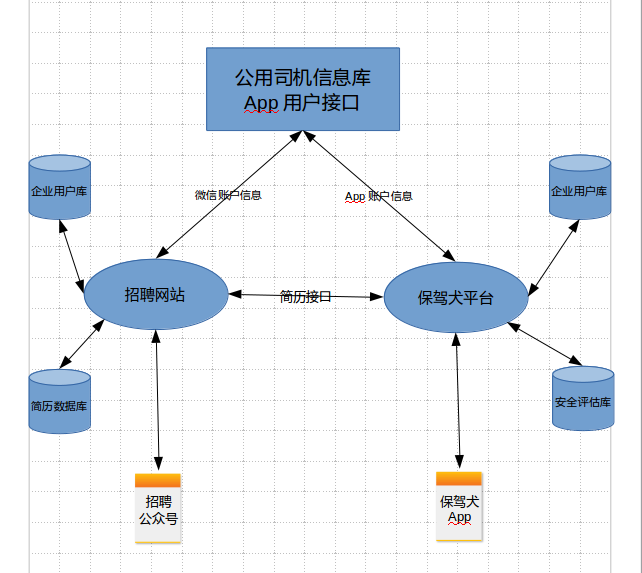 公用司机信息库
App 用户接口
微信账户信息
App 账户信息
企业用户库
企业用户库
招聘网站
简历接口
保驾犬平台
简历数据库
安全评估库
招聘
公众号
保驾犬
App